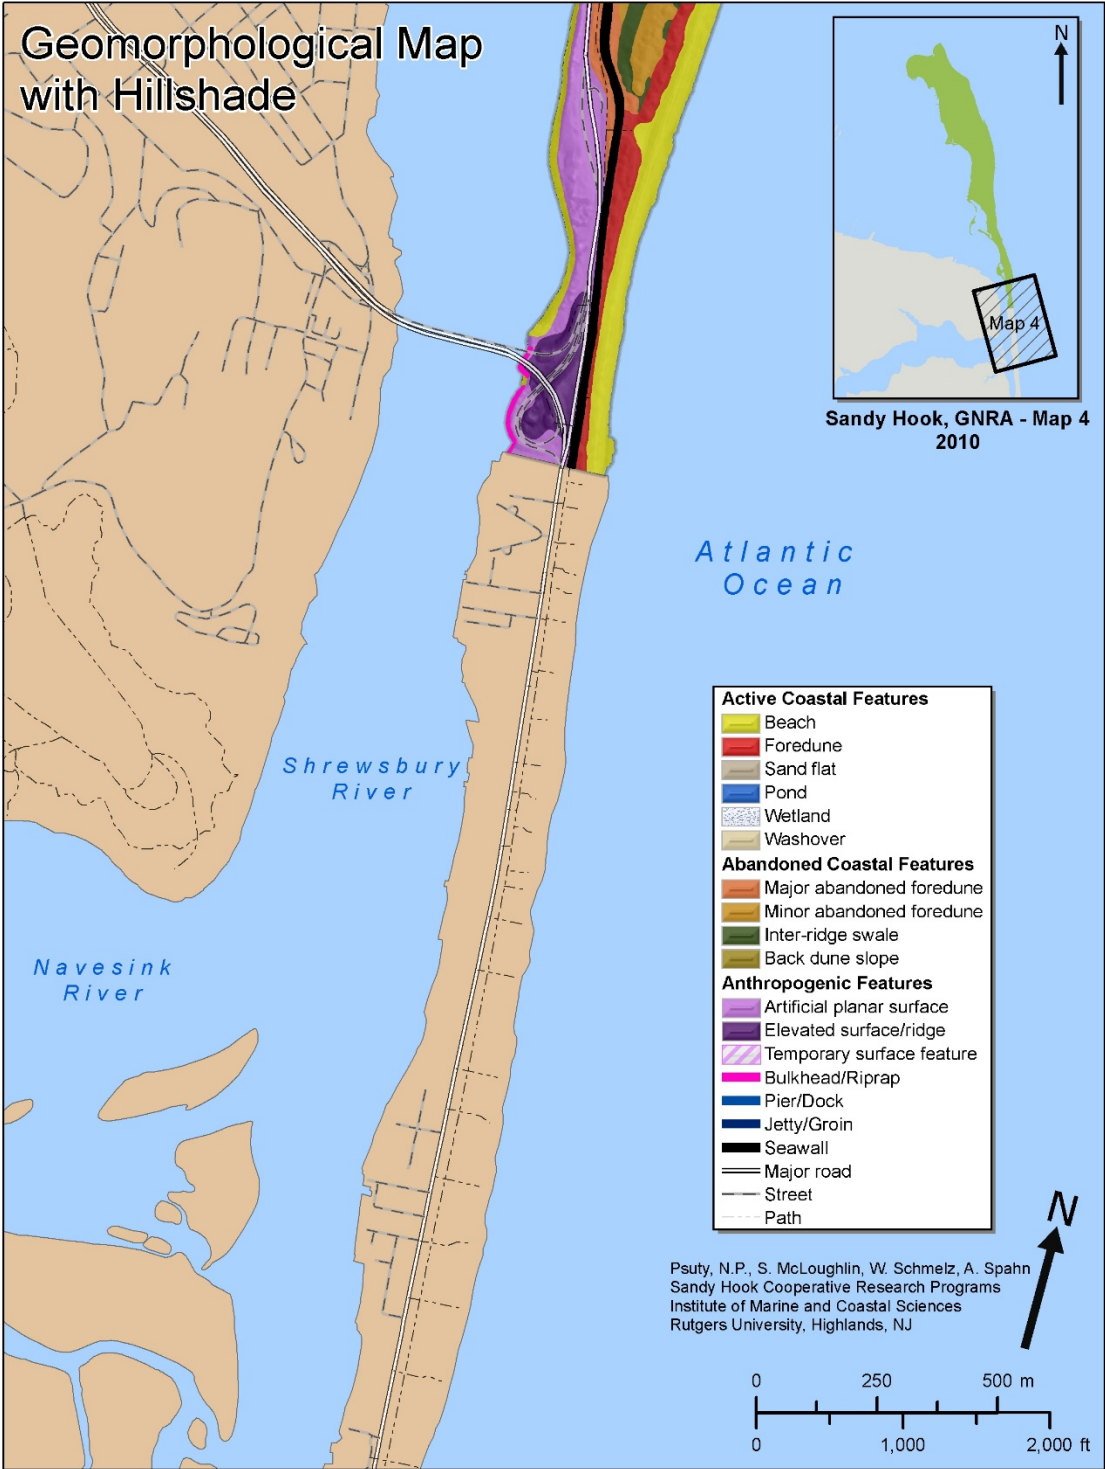 Geomorphological Map
with Hillshade
N
Map 4
Sandy Hook, GNRA - Map 4
2010
Atlantic
Ocean
Shrewsbury
River
Navesink
River
Active Coastal Features
Beach
Foredune
Sand flat
Pond
Wetland
Washover
Abandoned Coastal Features
Major abandoned foredune
Minor abandoned foredune
Inter-ridge swale
Back dune slope
Anthropogenic Features
Artificial planar surface
Elevated surface/ridge
Temporary surface feature
Bulkhead/Riprap
Pier/Dock
Jetty/Groin
Seawall
Major road
Street
Path
N
Psuty, N.P., S. McLoughlin, W. Schmelz, A. Spahn
Sandy Hook Cooperative Research Programs
Institute of Marine and Coastal Sciences
Rutgers University, Highlands, NJ
0 250 500 m
0 1,000 2,000 ft